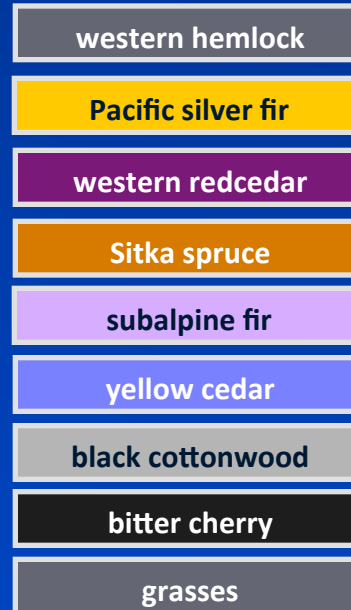 western hemlock
Pacific silver fir
western redcedar
Sitka spruce
subalpine fir
yellow cedar
black cottonwood
bitter cherry
grasses